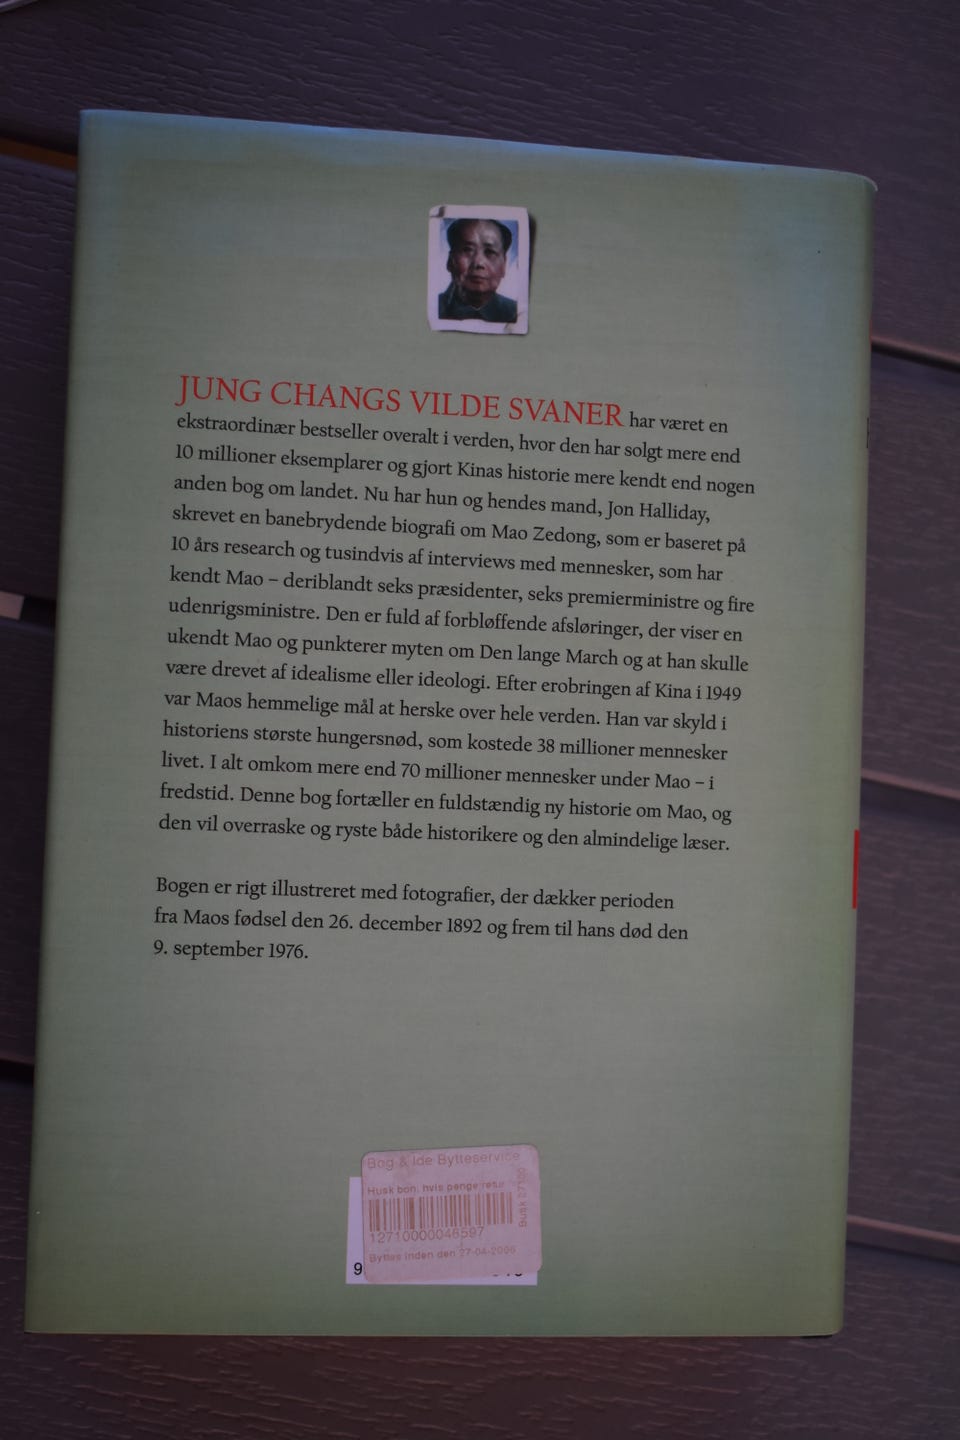 JUNG CHANGS VILDE SVANER har været en
ekstraordinær bestseller overalt i verden, hvor den har solgt mere end
10 millioner eksemplarer og gjort Kinas historie mere kendt end nogen
anden bog om landet. Nu har hun og hendes mand, Jon Halliday,
skrevet en banebrydende biografi om Mao Zedong, som er baseret på
10 års research og tusindvis af interviews med mennesker, som har
kendt Mao – deriblandt seks præsidenter, seks premierministre og fire
udenrigsministre. Den er fuld af forbløffende afsløringer, der viser en
ukendt Mao og punkterer myten om Den lange March og at han skulle
være drevet af idealisme eller ideologi. Efter erobringen af Kina i 1949
var Maos hemmelige mål at herske over hele verden. Han var skyld i
historiens største hungersnød, som kostede 38 millioner mennesker
livet. I alt omkom mere end 70 millioner mennesker under Mao – i
fredstid. Denne bog fortæller en fuldstændig ny historie om Mao, og
den vil overraske og ryste både historikere og den almindelige læser.
Bogen er rigt illustreret med fotografier, der dækker perioden
fra Maos fødsel den 26. december 1892 og frem til hans død den
9. september 1976.
Bog & Ide Bytteservice
Husk bon, hvis penge retur
12710000046597
Byttes inden den 27-04-2006
Butik 27100
9